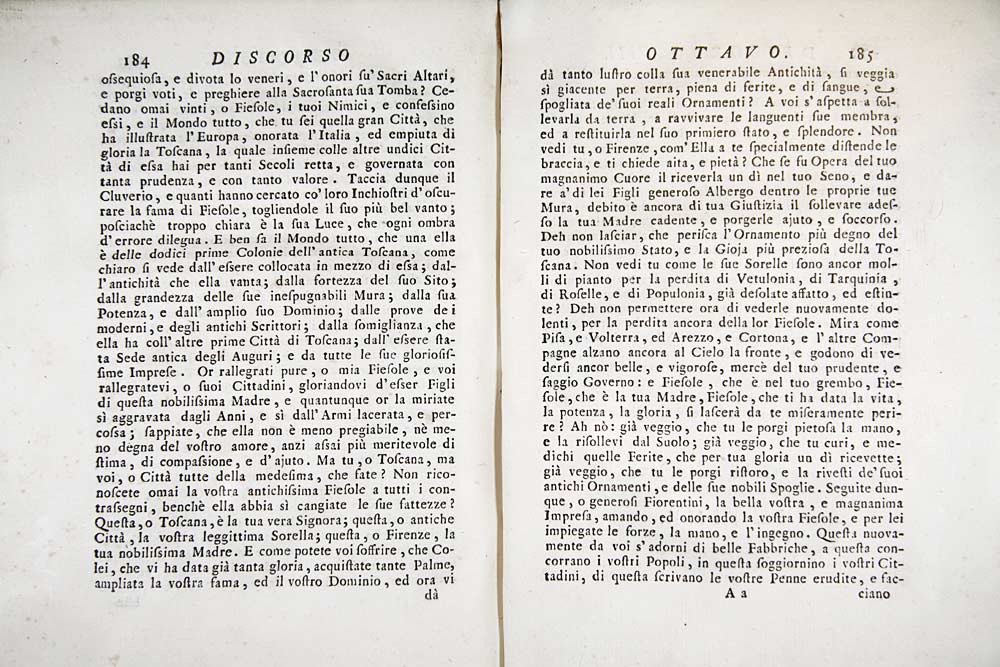 184 DISCORSO
oſſequioſa, e divota lo veneri, e l'onori ſu' Sacri Altari,
e porgi voti, e preghiere alla Sacroſanta ſua Tomba? Ce-
dano omai vinti, o Fieſole, i tuoi Nimici, e confeſſino
eſſi, e il Mondo tutto, che tu ſei quella gran Città, che
ha illuſtrata l'Europa, onorata l'Italia, ed empiuta di
gloria la Toſcana, la quale inſieme colle altre undici Cit-
tà di eſſa hai per tanti Secoli retta, e governata con
tanta prudenza, e con tanto valore. Taccia dunque il
Cluverio, e quanti hanno cercato co' loro Inchioſtri d'oſcu-
rare la fama di Fieſole, togliendole il ſuo più bel vanto;
poſciachè troppo chiara è la ſua Luce, che ogni ombra
d'errore dilegua. E ben ſa il Mondo tutto, che una ella
è delle dodici prime Colonie dell'antica Toſcana, come
chiaro ſi vede dall'eſſere collocata in mezzo di eſſa; dal-
l'antichità che ella vanta; dalla fortezza del ſuo Sito;
dalla grandezza delle ſue ineſpugnabili Mura; dalla ſua
Potenza, e dall'amplio ſuo Dominio; dalle prove de i
moderni, e degli antichi Scrittori; dalla ſomiglianza, che
ella ha coll'altre prime Città di Toſcana; dall'eſſere ſta-
ta Sede antica degli Auguri; e da tutte le ſue glorioſiſ-
ſime Impreſe. Or rallegrati pure, o mia Fieſole, e voi
rallegratevi, o ſuoi Cittadini, gloriandovi d'eſſer Figli
di queſta nobiliſſima Madre, e quantunque or la miriate
sì aggravata dagli Anni, e sì dall'Armi lacerata, e per-
coſſa; ſappiate, che ella non è meno pregiabile, nè me-
no degna del voſtro amore, anzi aſſai più meritevole di
ſtima, di compaſſione, e d'ajuto. Ma tu, o Toſcana, ma
voi, o Città tutte della medeſima, che fate? Non rico-
noſcete omai la voſtra antichiſſima Fieſole a tutti i con-
traſſegni, benchè ella abbia sì cangiate le ſue fattezze?
Queſta, o Toſcana, è la tua vera Signora; queſta, o antiche
Città, la voſtra leggittima Sorella; queſta, o Firenze, la
tua nobiliſſima Madre. E come potete voi ſoffrire, che Co-
lei, che vi ha data già tanta gloria, acquiſtate tante Palme,
ampliata la voſtra fama, ed il voſtro Dominio, ed ora vi
dà
OTTAVO. 185
dà tanto luſtro colla ſua venerabile Antichità, ſi veggia
sì giacente per terra, piena di ferite, e di ſangue, e
ſpogliata de' ſuoi reali Ornamenti? A voi s'aſpetta a ſol-
levarla da terra, a ravvivare le languenti ſue membra,
ed a reſtituirla nel ſuo primiero ſtato, e ſplendore. Non
vedi tu, o Firenze, com' Ella a te ſpecialmente diſtende le
braccia, e ti chiede aita, e pietà? Che ſe fu Opera del tuo
magnanimo Cuore il riceverla un dì nel tuo Seno, e da-
re a' di lei Figli generoſo Albergo dentro le proprie tue
Mura, debito è ancora di tua Giuſtizia il ſollevare adeſ-
ſo la tua Madre cadente, e porgerle ajuto, e ſoccorſo.
Deh non laſciar, che periſca l'Ornamento più degno del
tuo nobiliſſimo Stato, e la Gioja più prezioſa della To-
ſcana. Non vedi tu come le ſue Sorelle ſono ancor mol-
li di pianto per la perdita di Vetulonia, di Tarquinia,
di Roſelle, e di Populonia, già deſolate affatto, ed eſtin-
te? Deh non permettere ora di vederle nuovamente do-
lenti, per la perdita ancora della lor Fieſole. Mira come
Piſa, e Volterra, ed Arezzo, e Cortona, e l'altre Com-
pagne alzano ancora al Cielo la fronte, e godono di ve-
derſi ancor belle, e vigoroſe, mercè del tuo prudente, e
ſaggio Governo: e Fieſole, che è nel tuo grembo, Fie-
ſole, che è la tua Madre, Fieſole, che ti ha data la vita,
la potenza, la gloria, ſi laſcerà da te miſeramente peri-
re? Ah nò: già veggio, che tu le porgi pietoſa la mano,
e la riſollevi dal Suolo; già veggio, che tu curi, e me-
dichi quelle Ferite, che per tua gloria un dì ricevette;
già veggio, che tu le porgi riſtoro, e la riveſti de' ſuoi
antichi Ornamenti, e delle ſue nobili Spoglie. Seguite dun-
que, o generoſi Fiorentini, la bella voſtra, e magnanima
Impreſa, amando, ed onorando la voſtra Fieſole, e per lei
impiegate le forze, la mano, e l'ingegno. Queſta nuova-
mente da voi s'adorni di belle Fabbriche, a queſta con-
corrano i voſtri Popoli, in queſta ſoggiornino i voſtri Cit-
tadini, di queſta ſcrivano le voſtre Penne erudite, e fac-
A a ciano